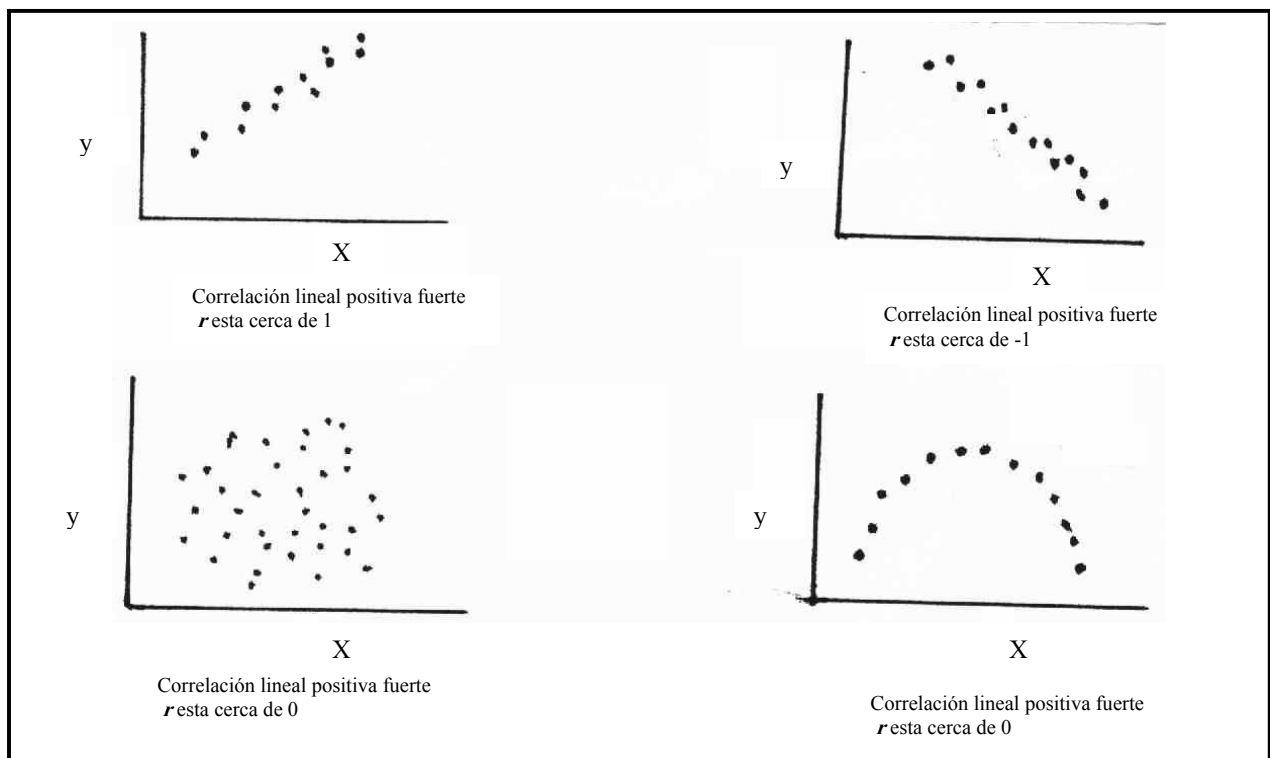 y
X
Correlación lineal positiva fuerte
r esta cerca de 1
y
X
Correlación lineal positiva fuerte
r esta cerca de -1
y
X
Correlación lineal positiva fuerte
r esta cerca de 0
y
X
Correlación lineal positiva fuerte
r esta cerca de 0